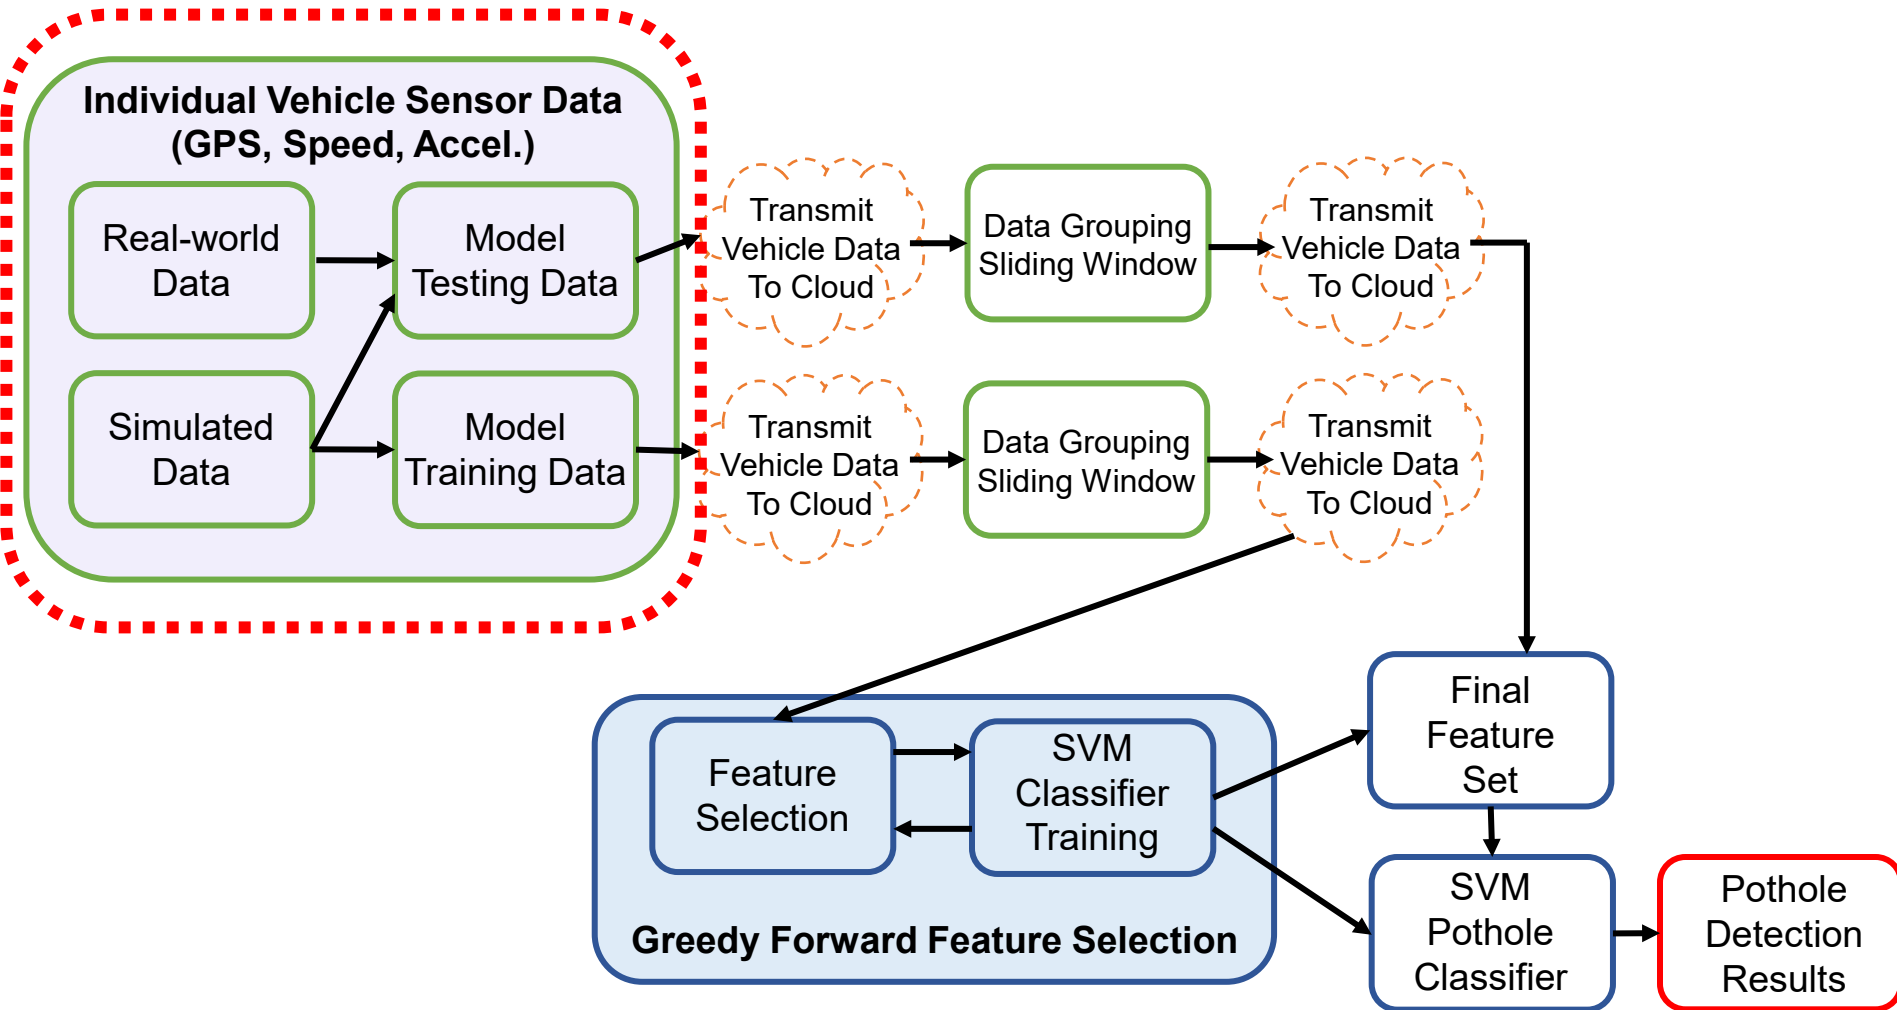 Individual Vehicle Sensor Data
(GPS, Speed, Accel.)
Real-world
Data
Model
Testing Data
Transmit
Vehicle Data
To Cloud
Data Grouping
Sliding Window
Transmit
Vehicle Data
To Cloud
Simulated
Data
Model
Training Data
Transmit
Vehicle Data
To Cloud
Data Grouping
Sliding Window
Transmit
Vehicle Data
To Cloud
Feature
Selection
SVM
Classifier
Training
Greedy Forward Feature Selection
Final
Feature
Set
SVM
Pothole
Classifier
Pothole
Detection
Results